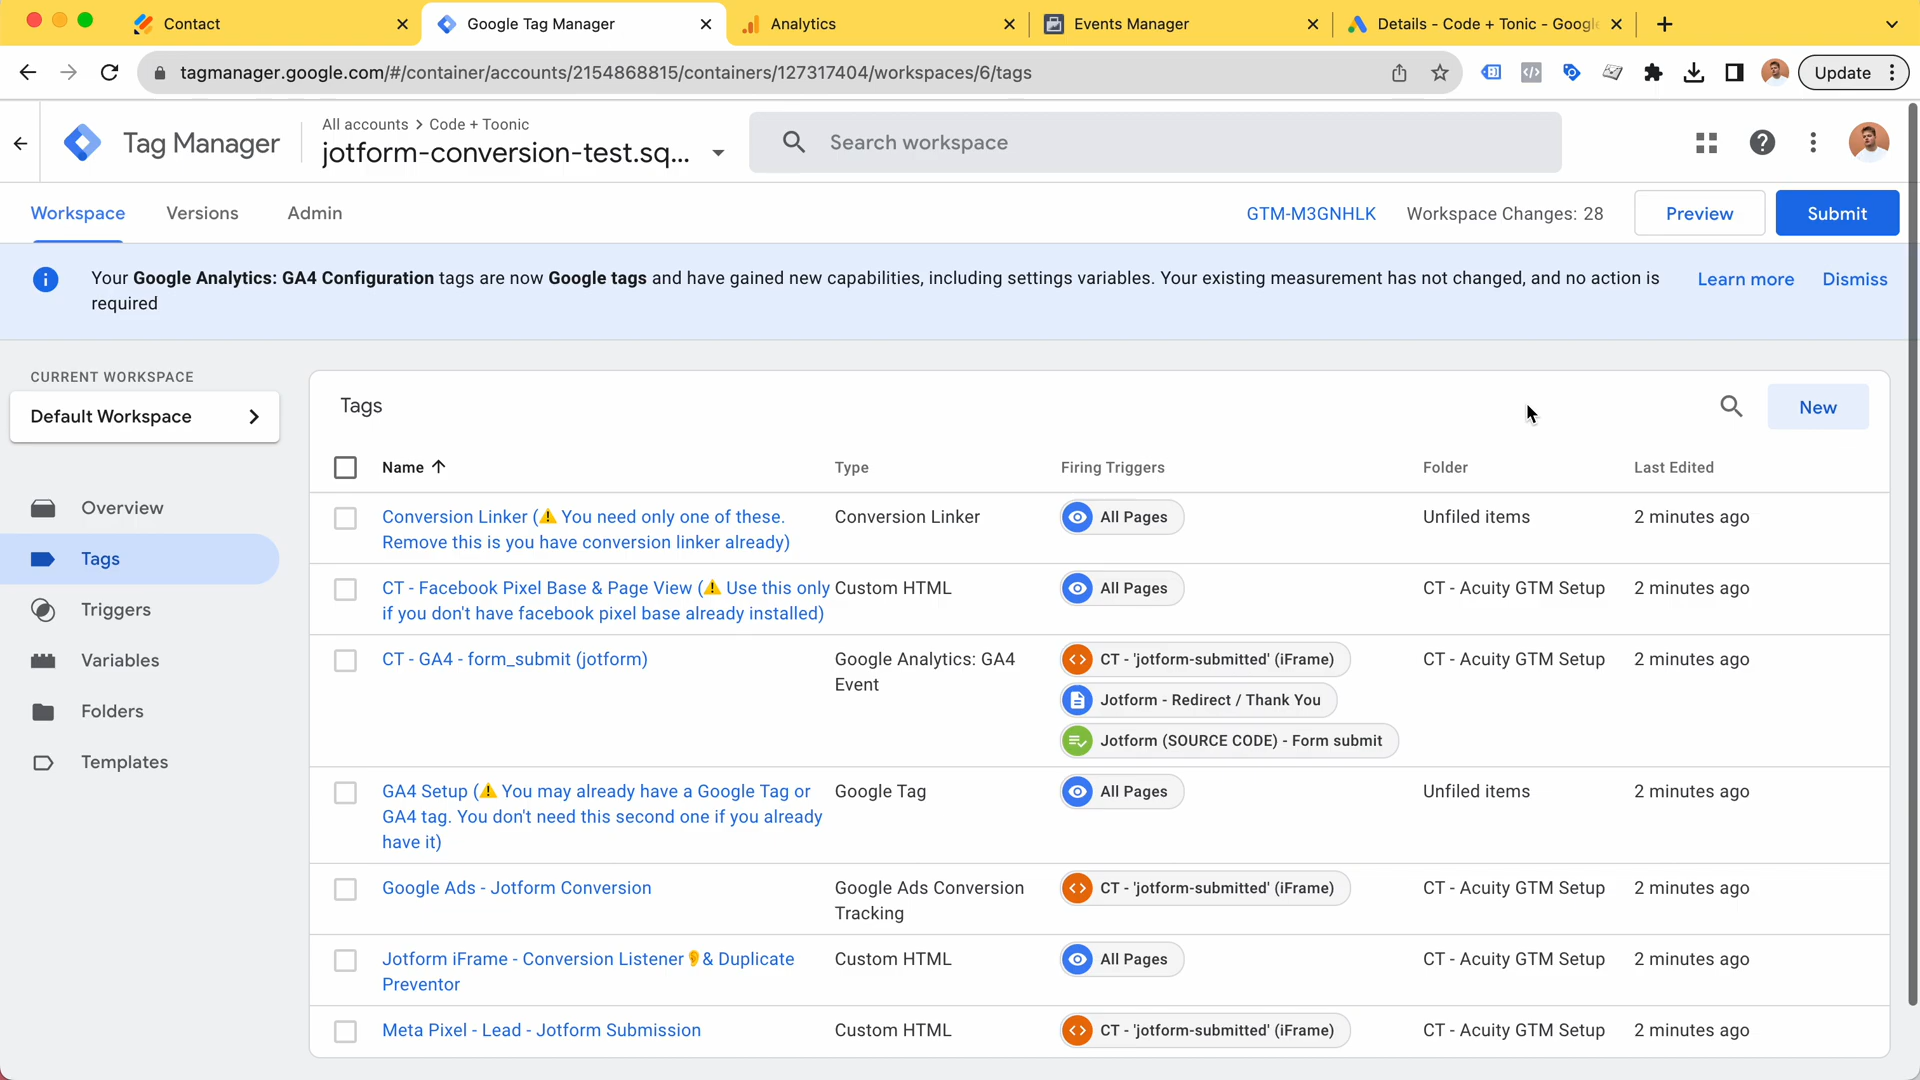 Contact
Google Tag Manager
Analytics
Events Manager
Details - Code + Tonic - Google
tagmanager.google.com/#/container/accounts/2154868815/containers/127317404/workspaces/6/tags
Update
Tag Manager
All accounts > Code + Toonic
jotform-conversion-test.sq...
Search workspace
Workspace
Versions
Admin
GTM-M3GNHLK
Workspace Changes: 28
Preview
Submit
Your Google Analytics: GA4 Configuration tags are now Google tags and have gained new capabilities, including settings variables. Your existing measurement has not changed, and no action is
required
Learn more
Dismiss
CURRENT WORKSPACE
Default Workspace
Overview
Tags
Triggers
Variables
Folders
Templates
Tags
New
Name Type Firing Triggers Folder Last Edited
Conversion Linker (⚠️ You need only one of these.
Remove this is you have conversion linker already)
Conversion Linker
All Pages
Unfiled items
2 minutes ago
CT - Facebook Pixel Base & Page View (⚠️ Use this only
if you don't have facebook pixel base already installed)
Custom HTML
All Pages
CT - Acuity GTM Setup
2 minutes ago
CT - GA4 - form_submit (jotform)
Google Analytics: GA4
Event
CT - 'jotform-submitted' (iFrame)
Jotform - Redirect / Thank You
Jotform (SOURCE CODE) - Form submit
CT - Acuity GTM Setup
2 minutes ago
GA4 Setup (⚠️ You may already have a Google Tag or
GA4 tag. You don't need this second one if you already
have it)
Google Tag
All Pages
Unfiled items
2 minutes ago
Google Ads - Jotform Conversion
Google Ads Conversion
Tracking
CT - 'jotform-submitted' (iFrame)
CT - Acuity GTM Setup
2 minutes ago
Jotform iFrame - Conversion Listener👂& Duplicate
Preventor
Custom HTML
All Pages
CT - Acuity GTM Setup
2 minutes ago
Meta Pixel - Lead - Jotform Submission
Custom HTML
CT - 'jotform-submitted' (iFrame)
CT - Acuity GTM Setup
2 minutes ago